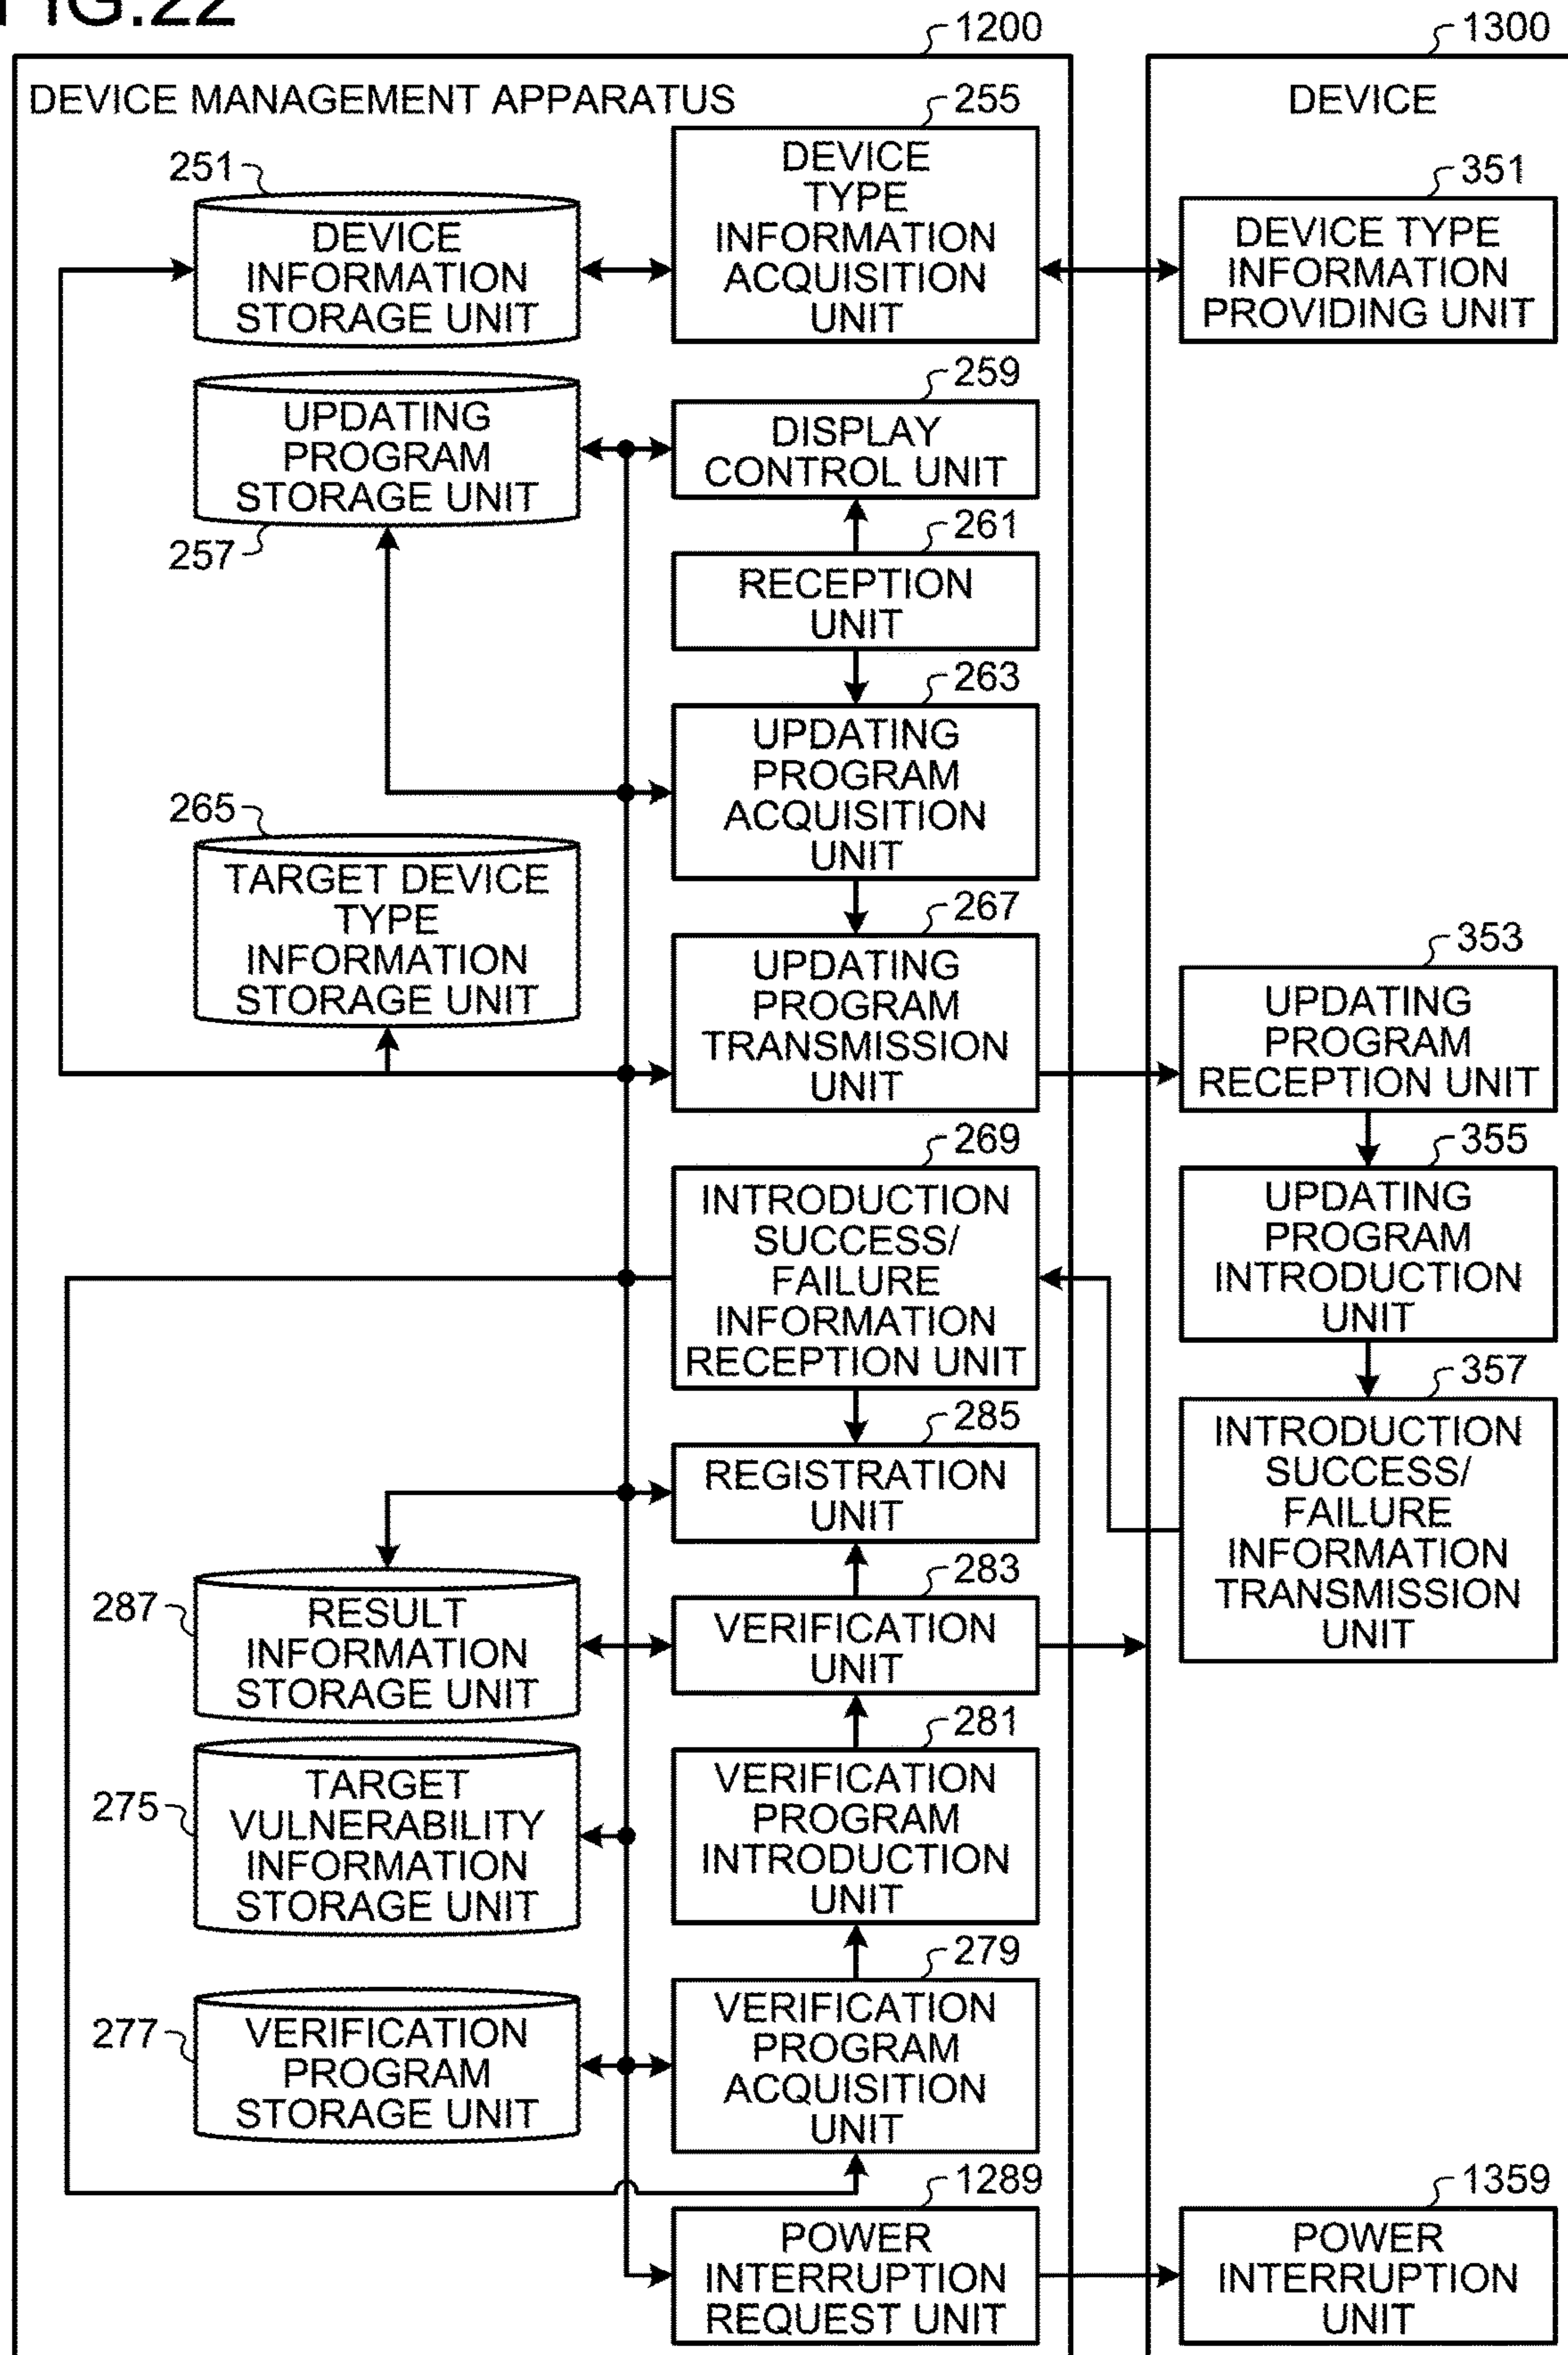 FIG.22
1200
1300
DEVICE MANAGEMENT APPARATUS
DEVICE
255
DEVICE
TYPE
INFORMATION
ACQUISITION
UNIT
251
DEVICE
INFORMATION
STORAGE UNIT
351
DEVICE TYPE
INFORMATION
PROVIDING UNIT
UPDATING
PROGRAM
STORAGE UNIT
257
259
DISPLAY
CONTROL UNIT
261
RECEPTION
UNIT
263
UPDATING
PROGRAM
ACQUISITION
UNIT
265
TARGET DEVICE
TYPE
INFORMATION
STORAGE UNIT
267
UPDATING
PROGRAM
TRANSMISSION
UNIT
353
UPDATING
PROGRAM
RECEPTION UNIT
269
INTRODUCTION
SUCCESS/
FAILURE
INFORMATION
RECEPTION UNIT
355
UPDATING
PROGRAM
INTRODUCTION
UNIT
357
INTRODUCTION
SUCCESS/
FAILURE
INFORMATION
TRANSMISSION
UNIT
285
REGISTRATION
UNIT
287
RESULT
INFORMATION
STORAGE UNIT
283
VERIFICATION
UNIT
275
TARGET
VULNERABILITY
INFORMATION
STORAGE UNIT
281
VERIFICATION
PROGRAM
INTRODUCTION
UNIT
277
VERIFICATION
PROGRAM
STORAGE UNIT
279
VERIFICATION
PROGRAM
ACQUISITION
UNIT
1289
POWER
INTERRUPTION
REQUEST UNIT
1359
POWER
INTERRUPTION
UNIT